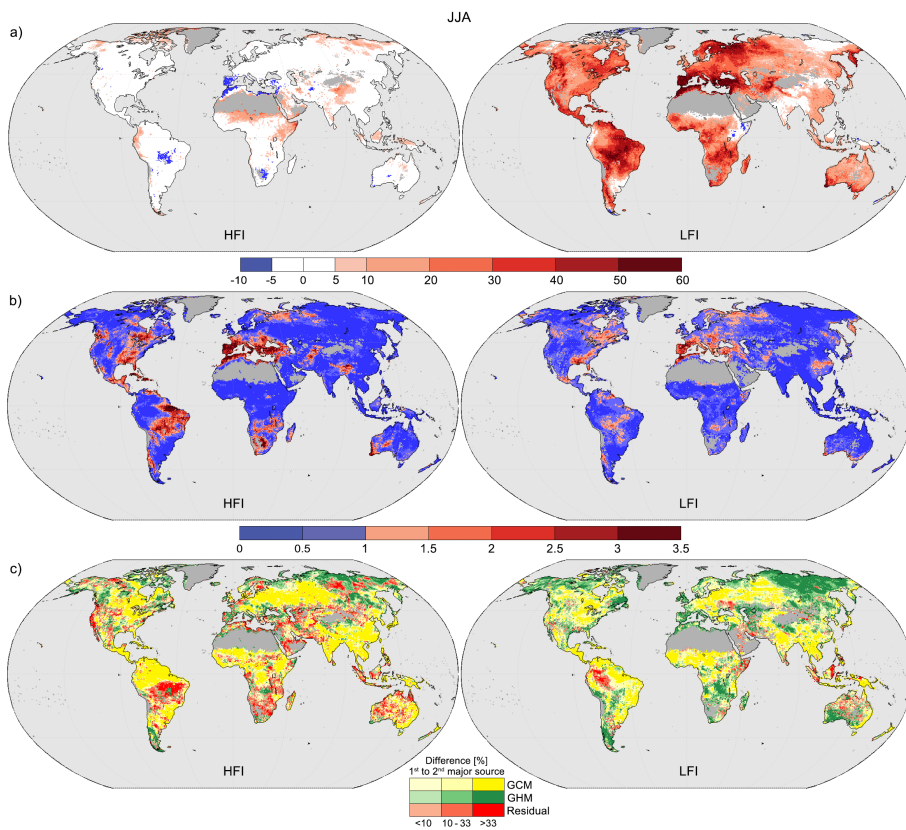 JJA
a)
HFI LFI
-10 -5 0 5 10 20 30 40 50 60
b)
HFI LFI
0 0.5 1 1.5 2 2.5 3 3.5
c)
HFI LFI
Difference [%]
1st to 2nd major source
GCM
GHM
Residual
<10 10 - 33 >33